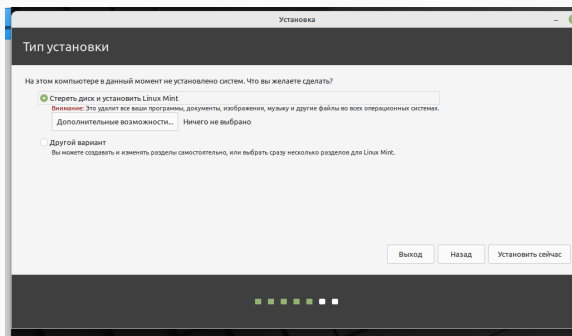 Установка
Тип установки
На этом компьютере в данный момент не установлено систем. Что вы желаете сделать?
Стереть диск и установить Linux Mint
Внимание: Это удалит все ваши программы, документы, изображения, музыку и другие файлы во всех операционных системах.
Дополнительные возможности... Ничего не выбрано
Другой вариант
Вы можете создавать и изменять разделы самостоятельно, или выбрать сразу несколько разделов для Linux Mint.
Выход Назад Установить сейчас